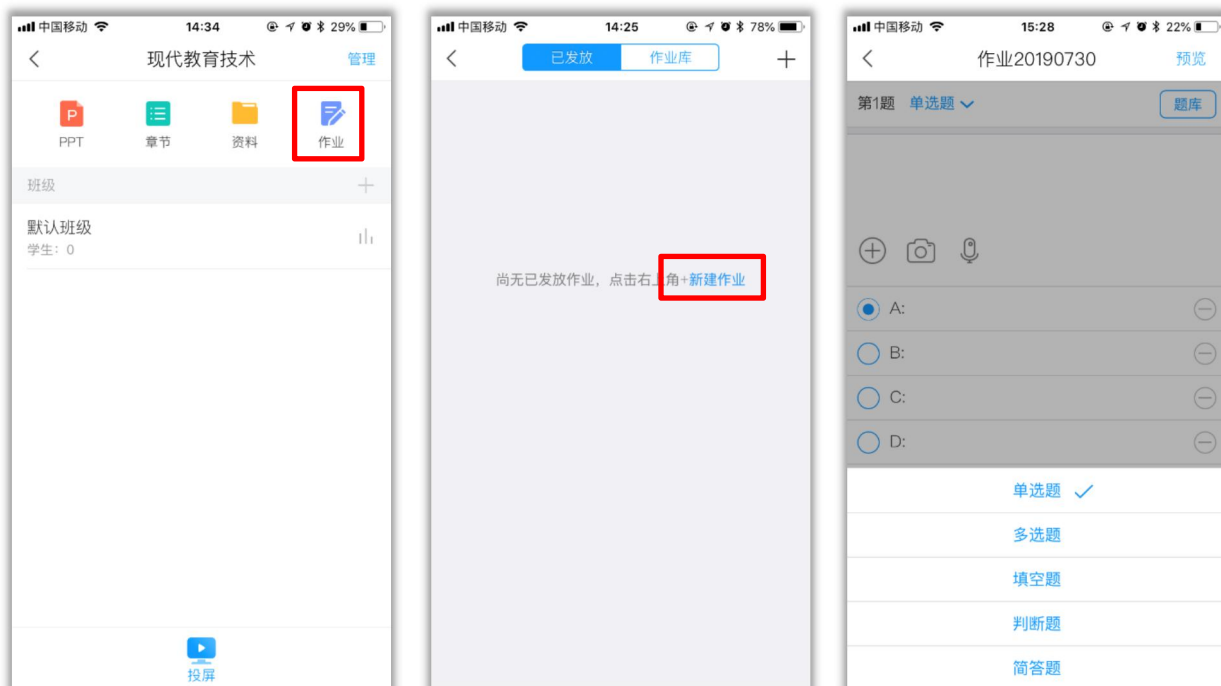 中国移动 14:34 29%
现代教育技术 管理
P
PPT 章节 资料 作业
班级
默认班级
学生：0
投屏
中国移动 14:25 78%
已发放 作业库
尚无已发放作业，点击右上角+新建作业
中国移动 15:28 22%
作业20190730 预览
第1题 单选题 题库
A:
B:
C:
D:
单选题
多选题
填空题
判断题
简答题